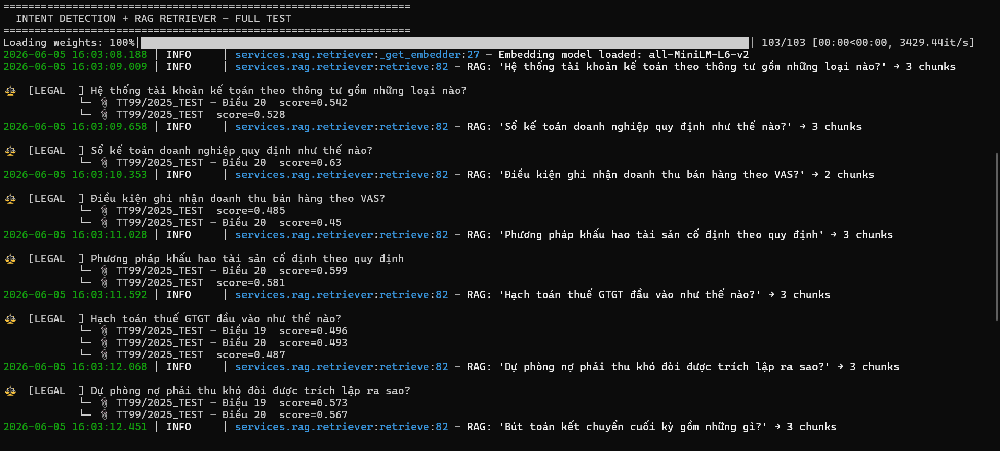 =================================================================
INTENT DETECTION + RAG RETRIEVER — FULL TEST
=================================================================
Loading weights: 100%|| 103/103 [00:00<00:00, 3429.44it/s]
2026-06-05 16:03:08.188 | INFO | services.rag.retriever:_get_embedder:27 - Embedding model loaded: all-MiniLM-L6-v2
2026-06-05 16:03:09.009 | INFO | services.rag.retriever:retrieve:82 - RAG: 'Hệ thống tài khoản kế toán theo thông tư gồm những loại nào?' → 3 chunks
⚖️ [LEGAL ] Hệ thống tài khoản kế toán theo thông tư gồm những loại nào?
└─ 📎 TT99/2025_TEST — Điều 20 score=0.542
└─ 📎 TT99/2025_TEST score=0.528
2026-06-05 16:03:09.658 | INFO | services.rag.retriever:retrieve:82 - RAG: 'Sổ kế toán doanh nghiệp quy định như thế nào?' → 3 chunks
⚖️ [LEGAL ] Sổ kế toán doanh nghiệp quy định như thế nào?
└─ 📎 TT99/2025_TEST — Điều 20 score=0.63
2026-06-05 16:03:10.353 | INFO | services.rag.retriever:retrieve:82 - RAG: 'Điều kiện ghi nhận doanh thu bán hàng theo VAS?' → 2 chunks
⚖️ [LEGAL ] Điều kiện ghi nhận doanh thu bán hàng theo VAS?
└─ 📎 TT99/2025_TEST score=0.485
└─ 📎 TT99/2025_TEST — Điều 20 score=0.45
2026-06-05 16:03:11.028 | INFO | services.rag.retriever:retrieve:82 - RAG: 'Phương pháp khấu hao tài sản cố định theo quy định' → 3 chunks
⚖️ [LEGAL ] Phương pháp khấu hao tài sản cố định theo quy định
└─ 📎 TT99/2025_TEST — Điều 20 score=0.599
└─ 📎 TT99/2025_TEST score=0.581
2026-06-05 16:03:11.592 | INFO | services.rag.retriever:retrieve:82 - RAG: 'Hạch toán thuế GTGT đầu vào như thế nào?' → 3 chunks
⚖️ [LEGAL ] Hạch toán thuế GTGT đầu vào như thế nào?
└─ 📎 TT99/2025_TEST — Điều 19 score=0.496
└─ 📎 TT99/2025_TEST — Điều 20 score=0.493
└─ 📎 TT99/2025_TEST score=0.487
2026-06-05 16:03:12.068 | INFO | services.rag.retriever:retrieve:82 - RAG: 'Dự phòng nợ phải thu khó đòi được trích lập ra sao?' → 3 chunks
⚖️ [LEGAL ] Dự phòng nợ phải thu khó đòi được trích lập ra sao?
└─ 📎 TT99/2025_TEST — Điều 19 score=0.573
└─ 📎 TT99/2025_TEST — Điều 20 score=0.567
2026-06-05 16:03:12.451 | INFO | services.rag.retriever:retrieve:82 - RAG: 'Bút toán kết chuyển cuối kỳ gồm những gì?' → 3 chunks